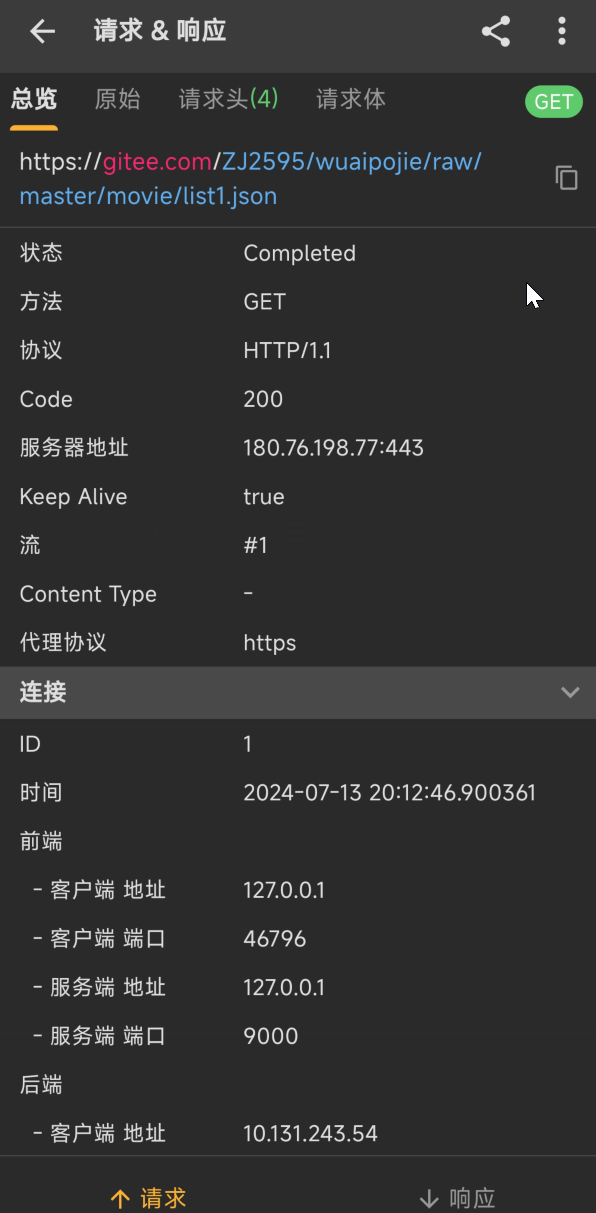 请求 & 响应
总览 原始 请求头(4) 请求体 GET
https://gitee.com/ZJ2595/wuaipojie/raw/
master/movie/list1.json
状态 Completed
方法 GET
协议 HTTP/1.1
Code 200
服务器地址 180.76.198.77:443
Keep Alive true
流 #1
Content Type -
代理协议 https
连接
ID 1
时间 2024-07-13 20:12:46.900361
前端
- 客户端 地址 127.0.0.1
- 客户端 端口 46796
- 服务端 地址 127.0.0.1
- 服务端 端口 9000
后端
- 客户端 地址 10.131.243.54
请求 响应